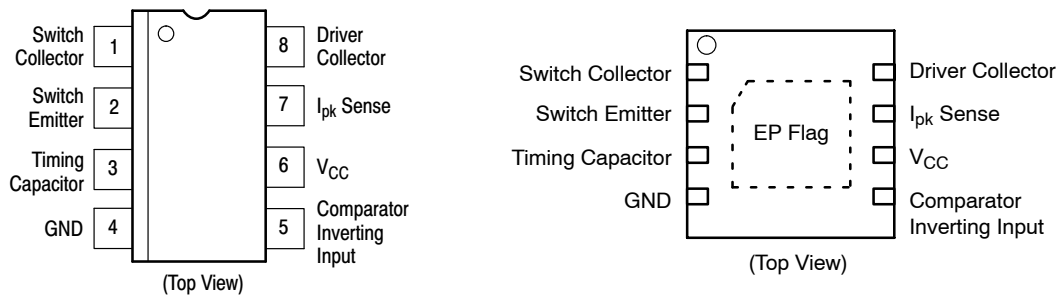 Switch
Collector
1
Switch
Emitter
2
Timing
Capacitor
3
GND
4
8
Driver
Collector
7
Ipk Sense
6
VCC
5
Comparator
Inverting
Input
(Top View)
Switch Collector
Switch Emitter
Timing Capacitor
GND
EP Flag
Driver Collector
Ipk Sense
VCC
Comparator
Inverting Input
(Top View)